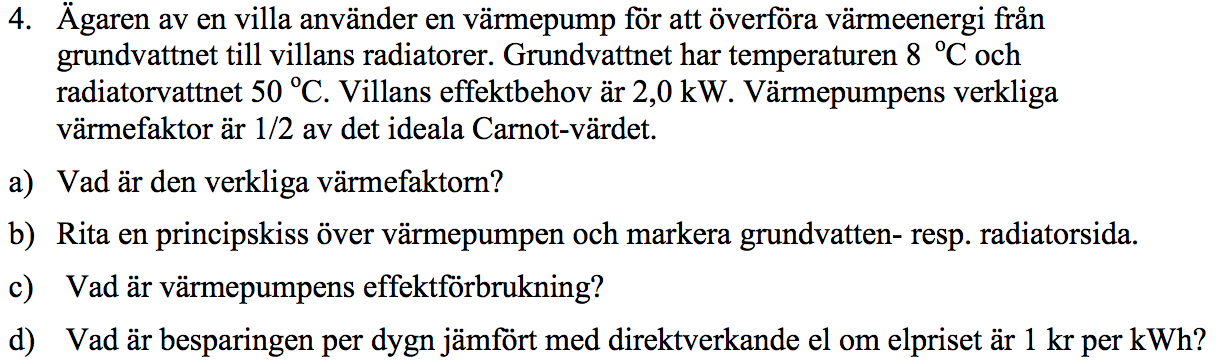 4. Ägaren av en villa använder en värmepump för att överföra värmeenergi från
grundvattnet till villans radiatorer. Grundvattnet har temperaturen 8 °C och
radiatorvattnet 50 °C. Villans effektbehov är 2,0 kW. Värmepumpens verkliga
värmefaktor är 1/2 av det ideala Carnot-värdet.
a) Vad är den verkliga värmefaktorn?
b) Rita en principskiss över värmepumpen och markera grundvatten- resp. radiatorsida.
c) Vad är värmepumpens effektförbrukning?
d) Vad är besparingen per dygn jämfört med direktverkande el om elpriset är 1 kr per kWh?